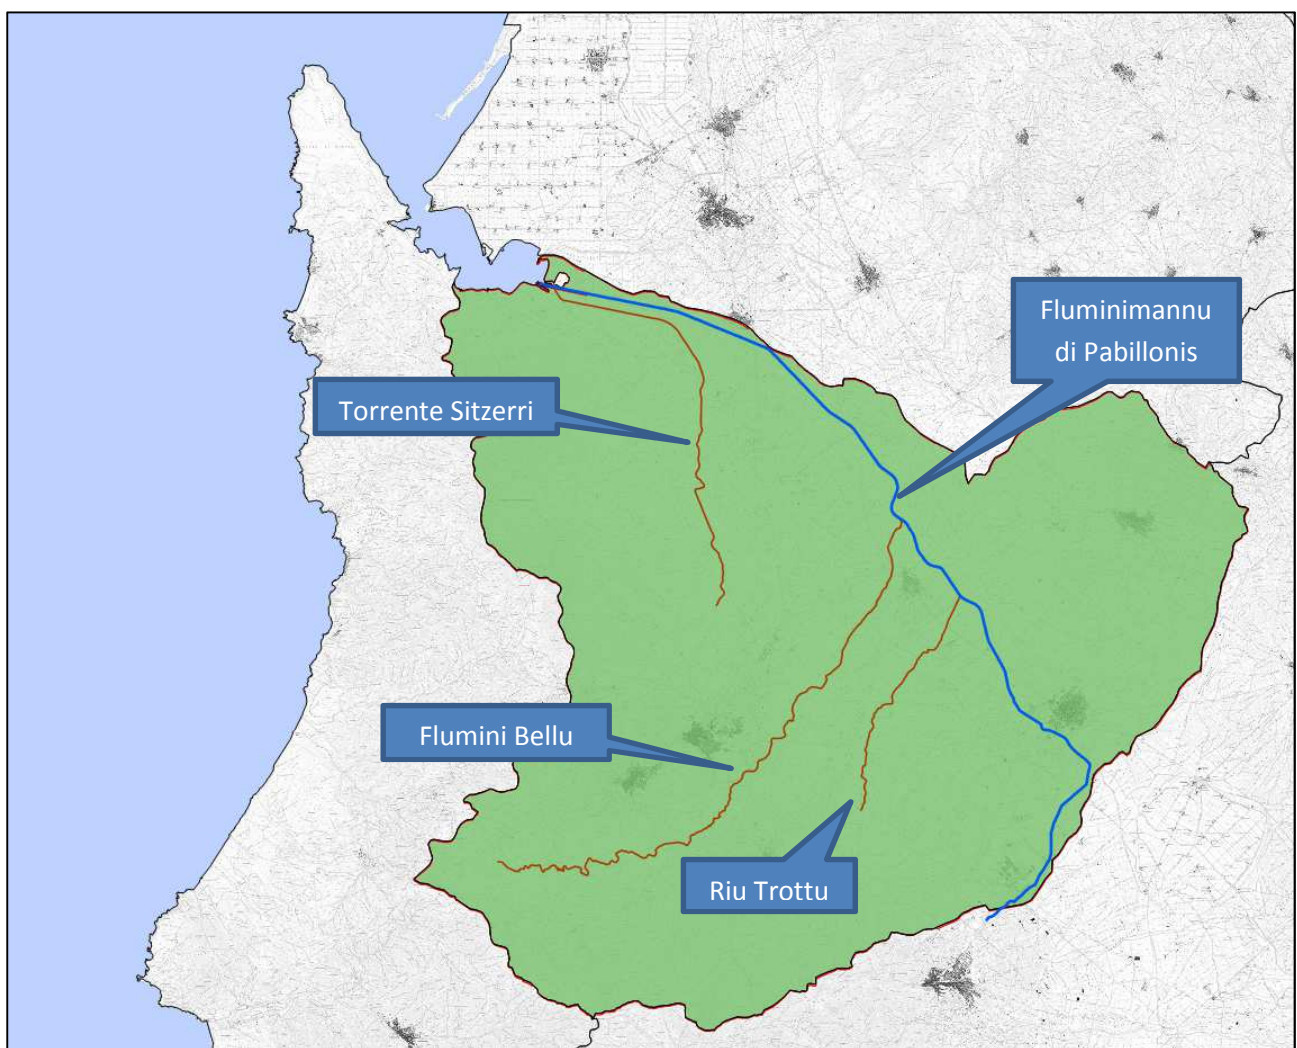 Fluminimannu
di Pabillonis
Torrente Sitzerri
Flumini Bellu
Riu Trottu